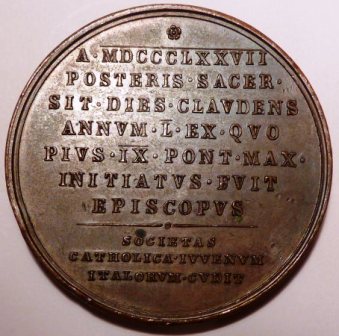 A · MDCCCLXXVII
POSTERIS · SACER ·
SIT · DIES · CLAVDENS
ANNVM · L · EX · QVO
PIVS · IX · PONT · MAX ·
INITIATVS · FVIT
EPISCOPVS
SOCIETAS
CATHOLICA · IVVENVM
ITALORVM · CVDIT